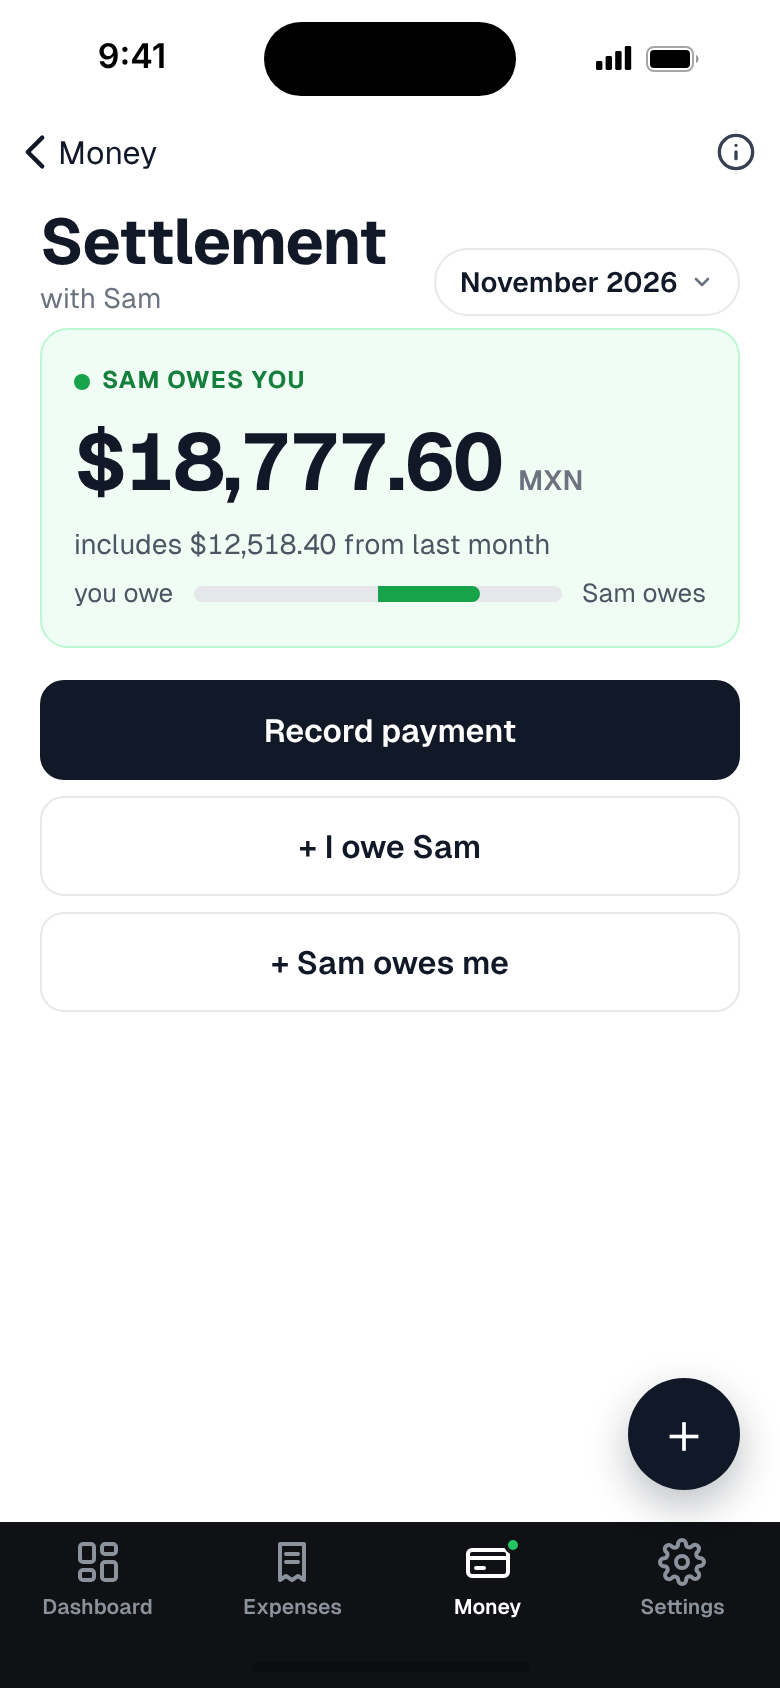 9:41
Money
Settlement
with Sam
November 2026
SAM OWES YOU
$18,777.60 MXN
includes $12,518.40 from last month
you owe Sam owes
Record payment
+ I owe Sam
+ Sam owes me
+
Dashboard Expenses Money Settings